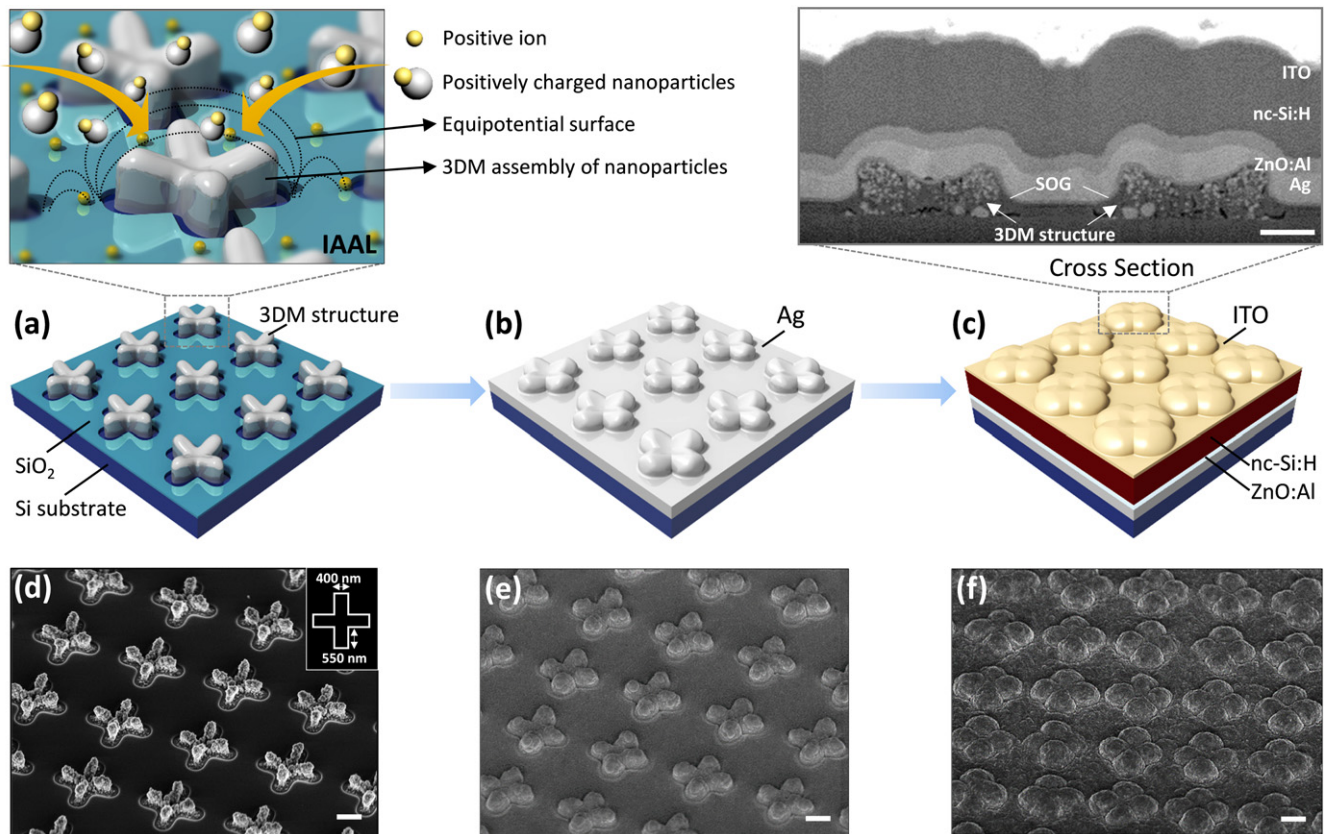 Positive ion
Positively charged nanoparticles
Equipotential surface
3DM assembly of nanoparticles
IAAL
ITO
nc-Si:H
ZnO:Al
SOG
Ag
3DM structure
Cross Section
(a)
3DM structure
(b)
Ag
(c)
ITO
SiO₂
Si substrate
nc-Si:H
ZnO:Al
(d)
400 nm
550 nm
(e)
(f)